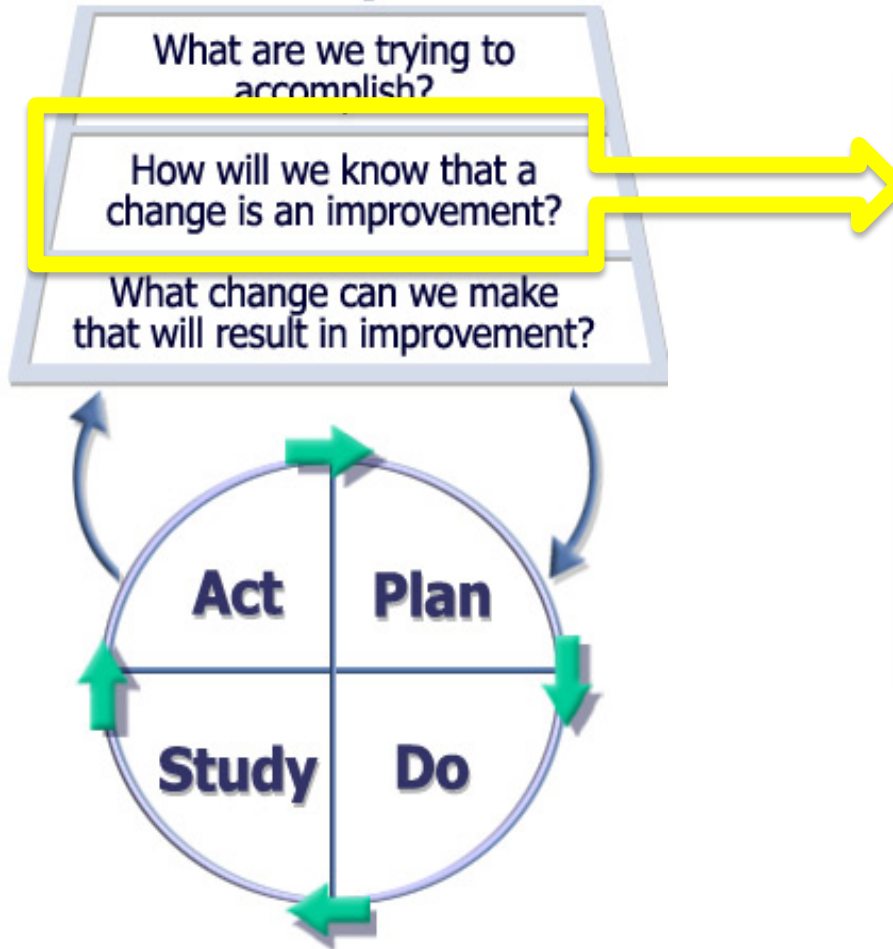 What are we trying to
accomplish?
How will we know that a
change is an improvement?
What change can we make
that will result in improvement?
Act
Plan
Study
Do